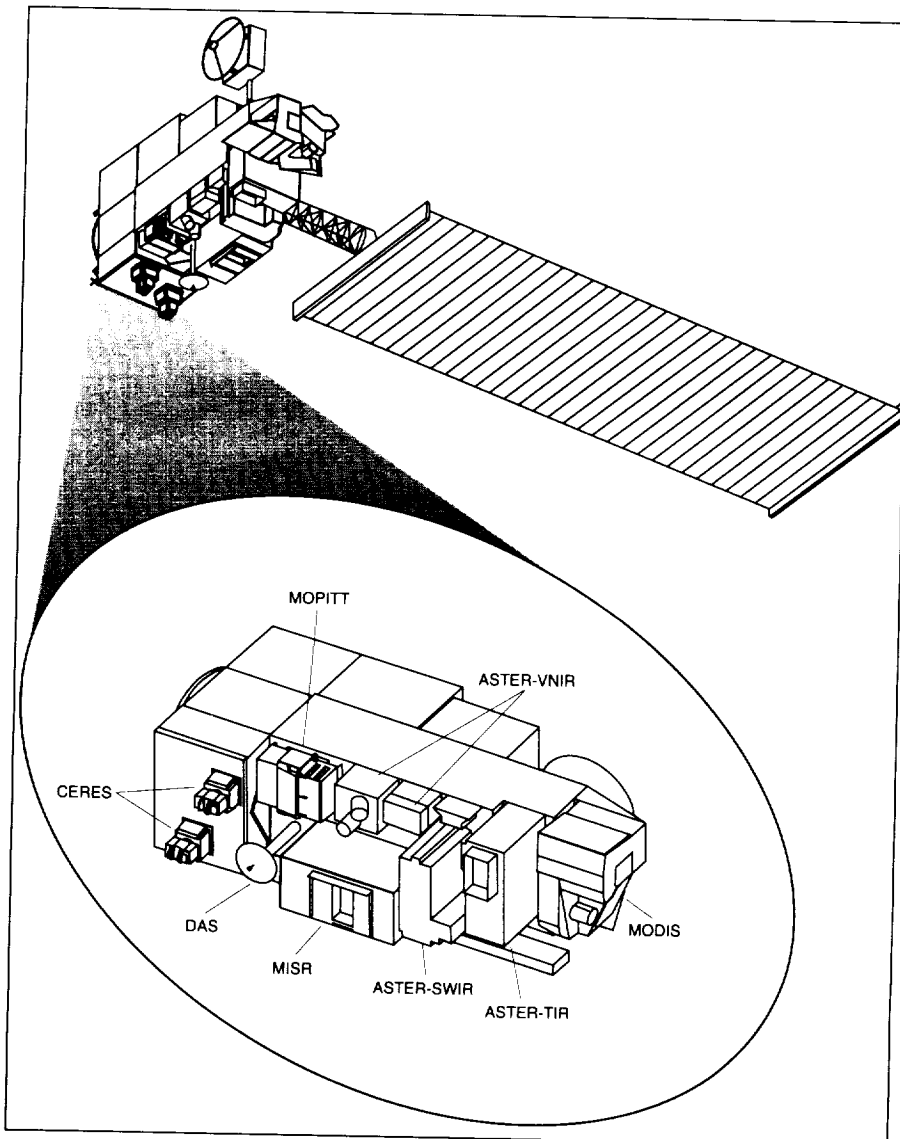 MOPITT
ASTER-VNIR
CERES
DAS
MISR
ASTER-SWIR
ASTER-TIR
MODIS